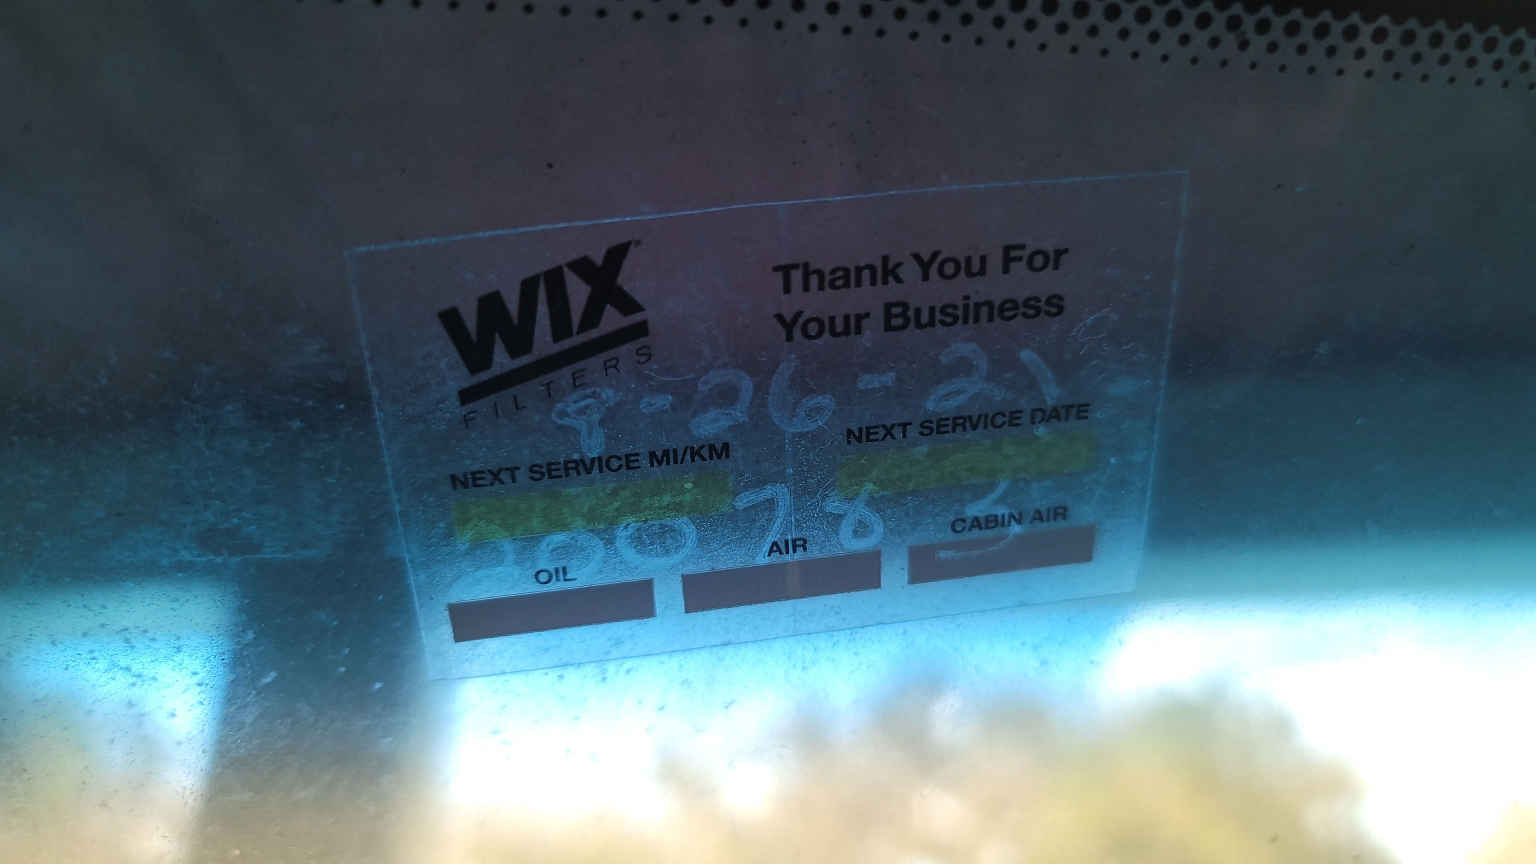 WIX
FILTERS
Thank You For
Your Business
8-26-21
NEXT SERVICE MI/KM
NEXT SERVICE DATE
OIL
AIR
CABIN AIR